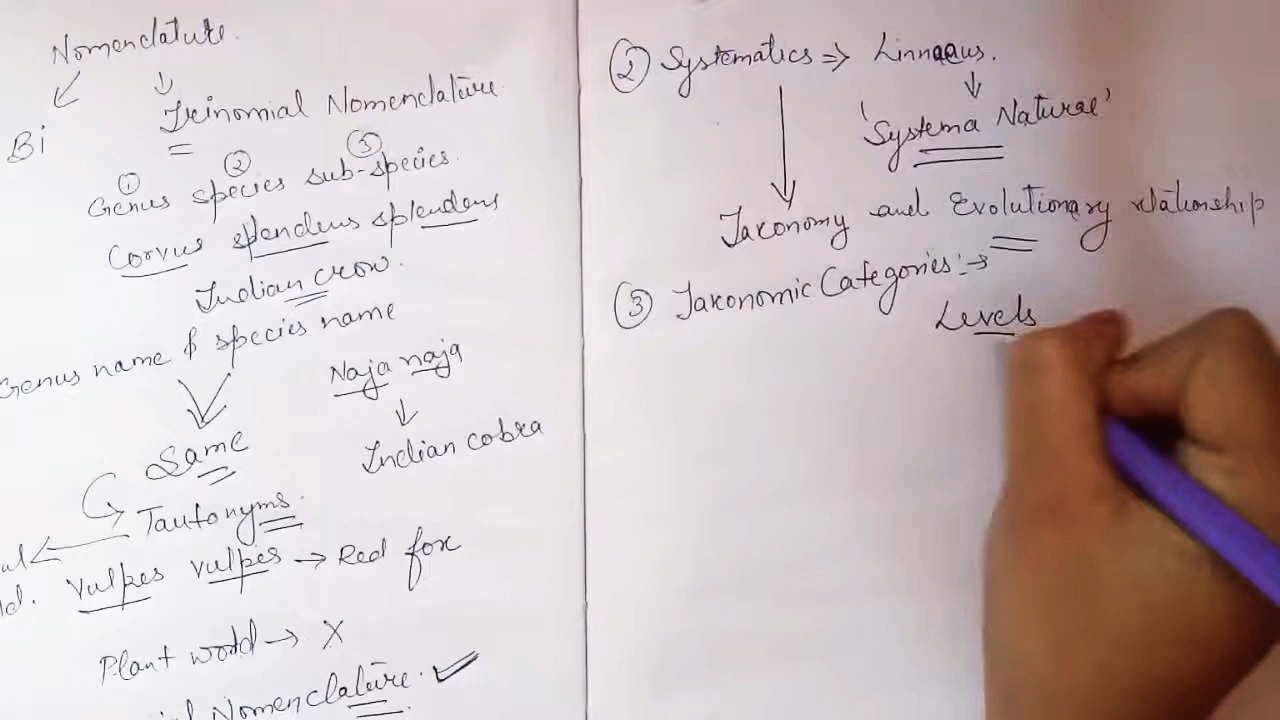 Nomenclature.
Bi
Trinomial Nomenclature
① ② ③
Genus species sub-species.
Corvus splendens splendens
Indian crow.
Genus name & species name
Same
Naja naja
Indian cobra
Tautonyms.
Vulpes vulpes → Red fox
Plant world → X
Nomenclature. ✓
② Systematics ⇒ Linnaeus.
'Systema Naturae'
Taxonomy and Evolutionary relationship
③ Taxonomic Categories :→
Levels